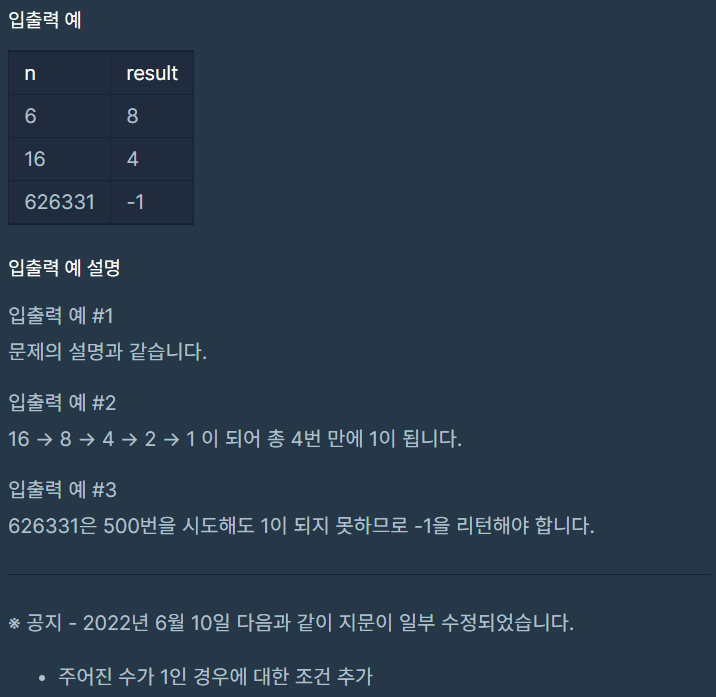 입출력 예
n result
6 8
16 4
626331 -1
입출력 예 설명
입출력 예 #1
문제의 설명과 같습니다.
입출력 예 #2
16 → 8 → 4 → 2 → 1 이 되어 총 4번 만에 1이 됩니다.
입출력 예 #3
626331은 500번을 시도해도 1이 되지 못하므로 -1을 리턴해야 합니다.
※ 공지 - 2022년 6월 10일 다음과 같이 지문이 일부 수정되었습니다.
• 주어진 수가 1인 경우에 대한 조건 추가